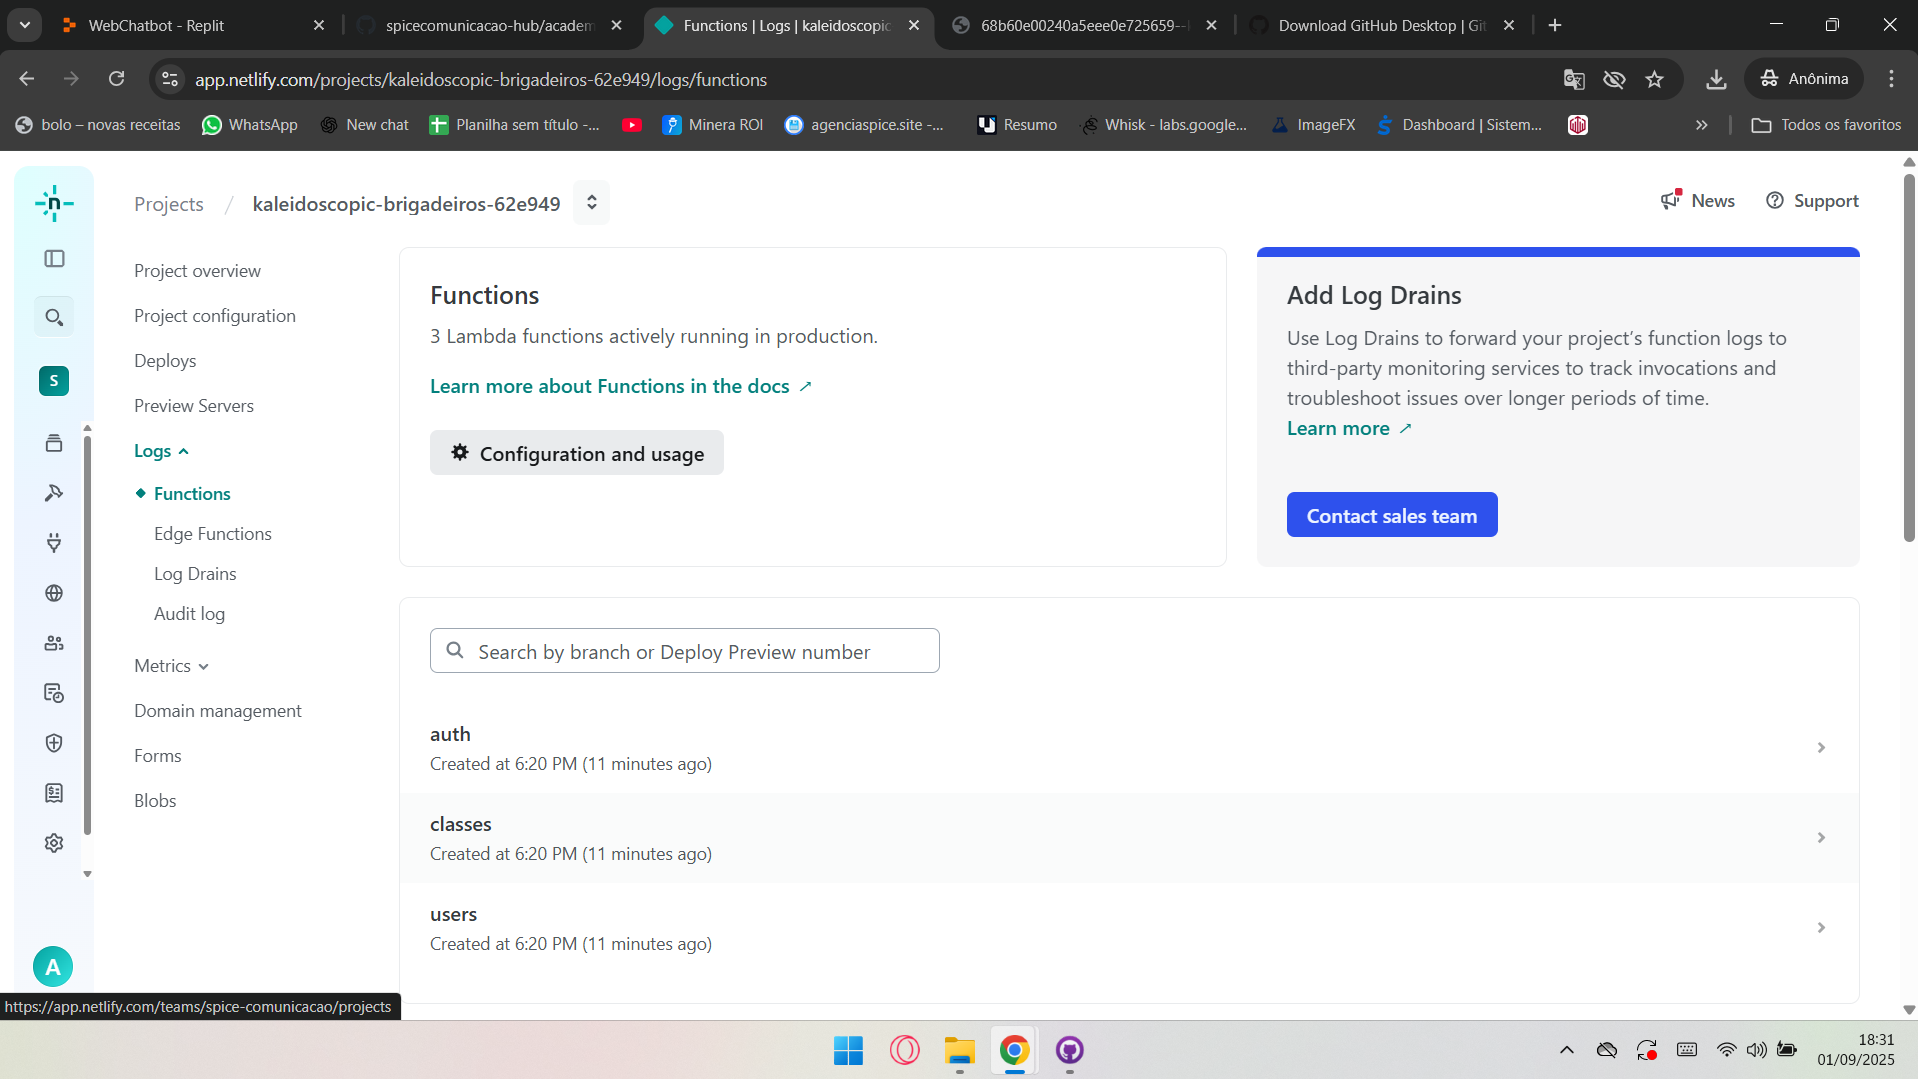 WebChatbot - Replit
spicecomunicacao-hub/academ
Functions | Logs | kaleidoscopic
68b60e00240a5eee0e725659--
Download GitHub Desktop | Git
app.netlify.com/projects/kaleidoscopic-brigadeiros-62e949/logs/functions
Anônima
bolo – novas receitas
WhatsApp
New chat
Planilha sem título -...
Minera ROI
agenciaspice.site -...
Resumo
Whisk - labs.google...
ImageFX
Dashboard | Sistem...
Todos os favoritos
Projects / kaleidoscopic-brigadeiros-62e949
News
Support
S
Project overview
Project configuration
Deploys
Preview Servers
Logs
Functions
Edge Functions
Log Drains
Audit log
Metrics
Domain management
Forms
Blobs
A
Functions
3 Lambda functions actively running in production.
Learn more about Functions in the docs
Configuration and usage
Add Log Drains
Use Log Drains to forward your project's function logs to
third-party monitoring services to track invocations and
troubleshoot issues over longer periods of time.
Learn more
Contact sales team
Search by branch or Deploy Preview number
auth
Created at 6:20 PM (11 minutes ago)
classes
Created at 6:20 PM (11 minutes ago)
users
Created at 6:20 PM (11 minutes ago)
https://app.netlify.com/teams/spice-comunicacao/projects
18:31
01/09/2025